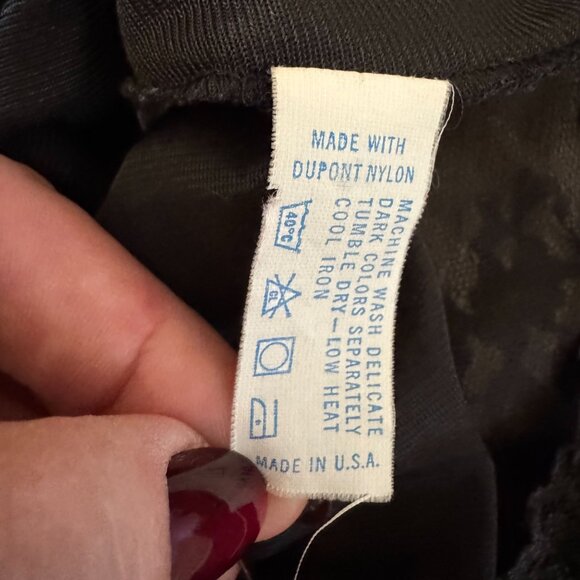 MADE WITH
DUPONT NYLON
MACHINE WASH DELICATE
DARK COLORS SEPARATELY
TUMBLE DRY-LOW HEAT
COOL IRON
40°C
CL
MADE IN U.S.A.